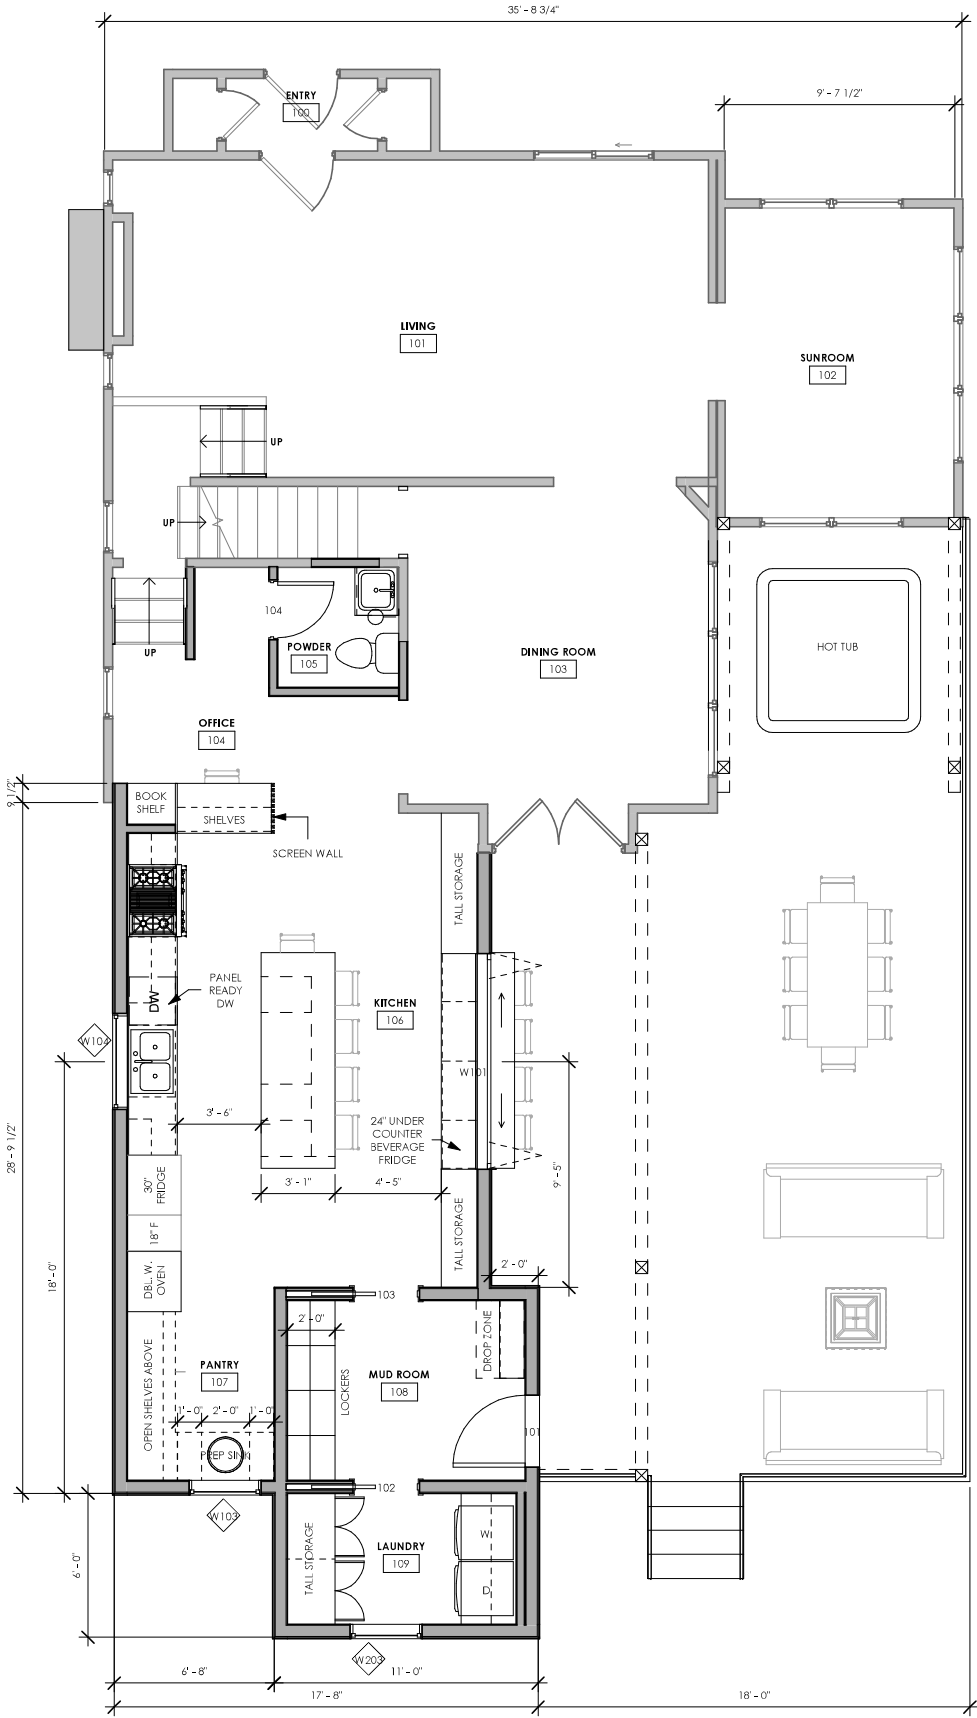 35' - 8 3/4"
9' - 7 1/2"
ENTRY
100
LIVING
101
SUNROOM
102
UP
UP
UP
104
POWDER
105
DINING ROOM
103
HOT TUB
OFFICE
104
9 1/2"
BOOK
SHELF
SHELVES
SCREEN WALL
TALL STORAGE
PANEL
READY
DW
DW
KITCHEN
106
W104
W101
3' - 6"
24" UNDER
COUNTER
BEVERAGE
FRIDGE
28' - 9 1/2"
30"
FRIDGE
3' - 1"
4' - 5"
9' - 5"
18" F
TALL STORAGE
DBL. W.
OVEN
2' - 0"
18' - 0"
103
2' - 0"
DROP ZONE
PANTRY
107
MUD ROOM
108
LOCKERS
OPEN SHELVES ABOVE
1' - 0"
2' - 0"
1' - 0"
101
PREP SINK
102
W103
TALL STORAGE
LAUNDRY
109
W
D
6' - 0"
W203
6' - 8"
11' - 0"
17' - 8"
18' - 0"